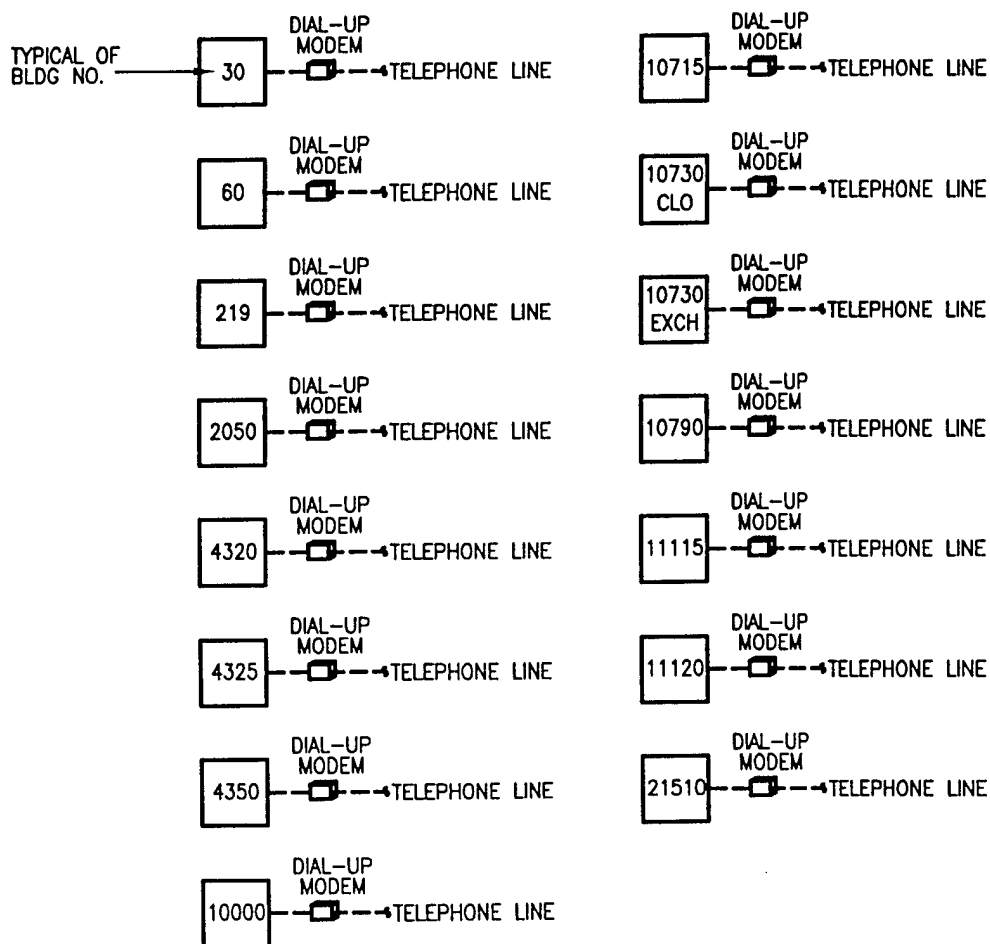 TYPICAL OF
BLDG NO.
30
DIAL-UP
MODEM
TELEPHONE LINE
60
DIAL-UP
MODEM
TELEPHONE LINE
219
DIAL-UP
MODEM
TELEPHONE LINE
2050
DIAL-UP
MODEM
TELEPHONE LINE
4320
DIAL-UP
MODEM
TELEPHONE LINE
4325
DIAL-UP
MODEM
TELEPHONE LINE
4350
DIAL-UP
MODEM
TELEPHONE LINE
10000
DIAL-UP
MODEM
TELEPHONE LINE
10715
DIAL-UP
MODEM
TELEPHONE LINE
10730
CLO
DIAL-UP
MODEM
TELEPHONE LINE
10730
EXCH
DIAL-UP
MODEM
TELEPHONE LINE
10790
DIAL-UP
MODEM
TELEPHONE LINE
11115
DIAL-UP
MODEM
TELEPHONE LINE
11120
DIAL-UP
MODEM
TELEPHONE LINE
21510
DIAL-UP
MODEM
TELEPHONE LINE